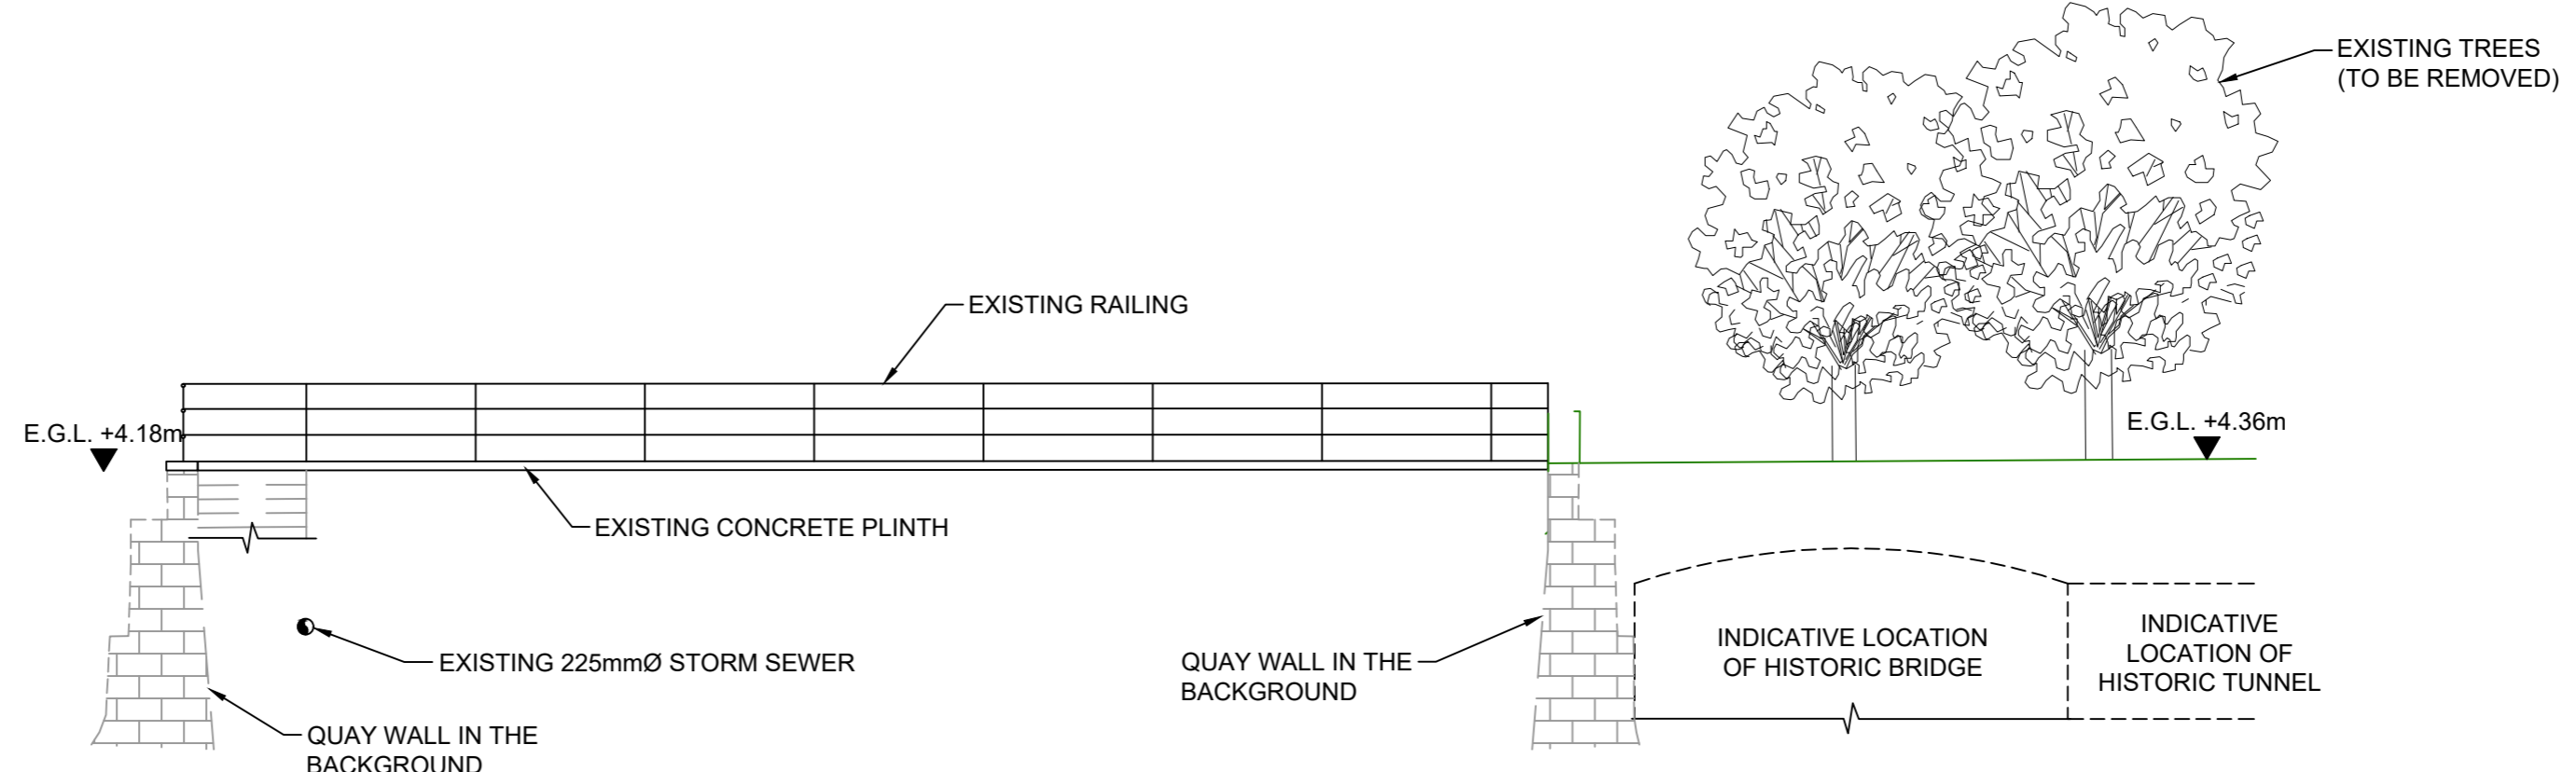 EXISTING TREES
(TO BE REMOVED)
EXISTING RAILING
E.G.L. +4.18m
E.G.L. +4.36m
EXISTING CONCRETE PLINTH
EXISTING 225mmØ STORM SEWER
QUAY WALL IN THE
BACKGROUND
INDICATIVE LOCATION
OF HISTORIC BRIDGE
INDICATIVE
LOCATION OF
HISTORIC TUNNEL
QUAY WALL IN THE
BACKGROUND